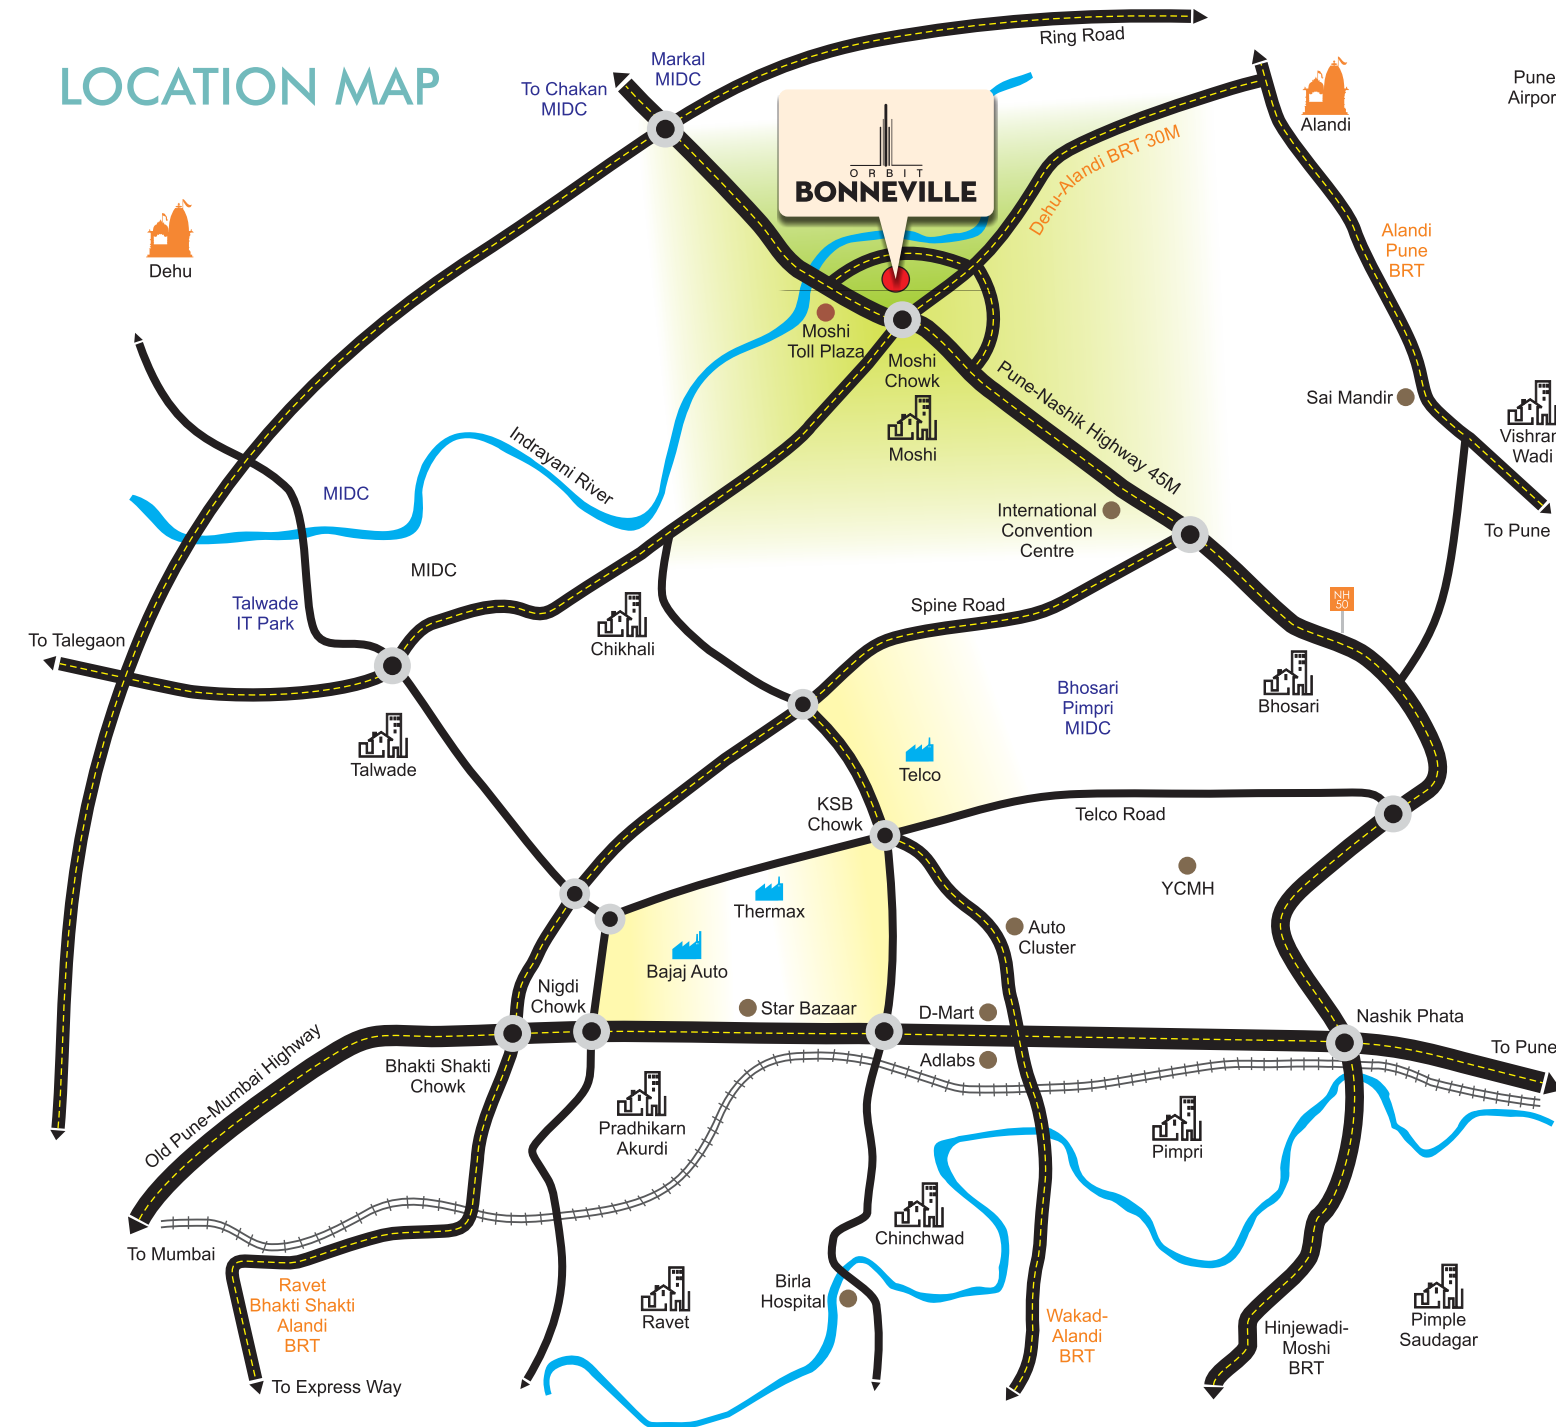 LOCATION MAP
Ring Road
Markal
MIDC
To Chakan
MIDC
ORBIT
BONNEVILLE
Dehu-Alandi BRT 30M
Alandi
Pune
Airpor
Dehu
Alandi
Pune
BRT
Moshi
Toll Plaza
Moshi
Chowk
Moshi
Pune-Nashik Highway 45M
Sai Mandir
Vishran
Wadi
To Pune
Indrayani River
MIDC
MIDC
International
Convention
Centre
Talwade
IT Park
To Talegaon
Chikhali
Spine Road
NH
50
Bhosari
Bhosari
Pimpri
MIDC
Talwade
Telco
KSB
Chowk
Telco Road
YCMH
Thermax
Auto
Cluster
Bajaj Auto
Nigdi
Chowk
Star Bazaar
D-Mart
Nashik Phata
To Pune
Adlabs
Bhakti Shakti
Chowk
Old Pune-Mumbai Highway
Pradhikarn
Akurdi
Pimpri
To Mumbai
Chinchwad
Ravet
Bhakti Shakti
Alandi
BRT
Ravet
Birla
Hospital
Wakad-
Alandi
BRT
Hinjewadi-
Moshi
BRT
Pimple
Saudagar
To Express Way